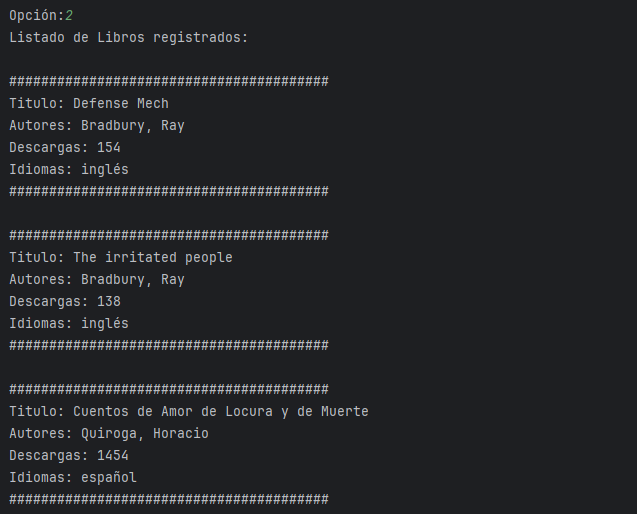 Opción:2
Listado de Libros registrados:
########################################
Titulo: Defense Mech
Autores: Bradbury, Ray
Descargas: 154
Idiomas: inglés
########################################
########################################
Titulo: The irritated people
Autores: Bradbury, Ray
Descargas: 138
Idiomas: inglés
########################################
########################################
Titulo: Cuentos de Amor de Locura y de Muerte
Autores: Quiroga, Horacio
Descargas: 1454
Idiomas: español
########################################